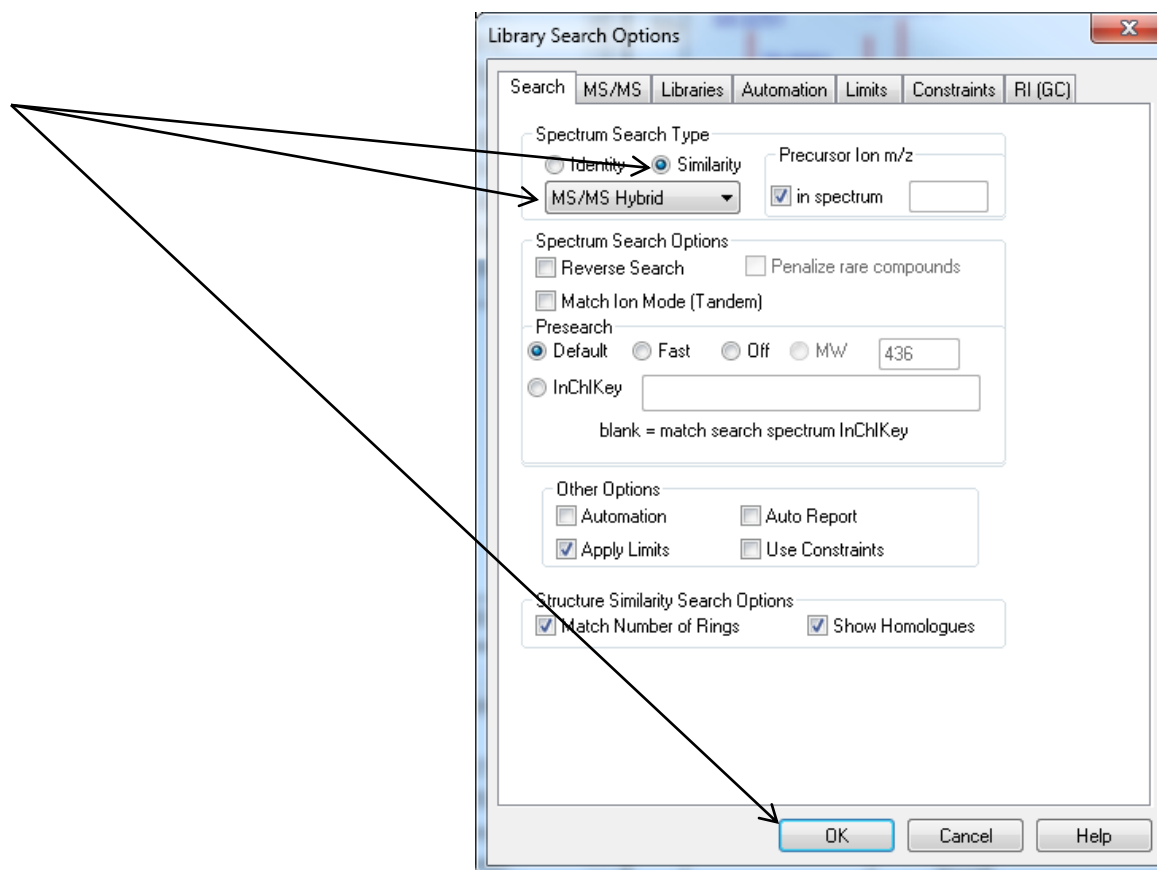 Library Search Options
Search MS/MS Libraries Automation Limits Constraints RI (GC)
Spectrum Search Type
Identity Similarity
MS/MS Hybrid
Precursor Ion m/z
in spectrum
Spectrum Search Options
Reverse Search Penalize rare compounds
Match Ion Mode (Tandem)
Presearch
Default Fast Off MW 436
InChIKey
blank = match search spectrum InChIKey
Other Options
Automation Auto Report
Apply Limits Use Constraints
Structure Similarity Search Options
Match Number of Rings Show Homologues
OK Cancel Help